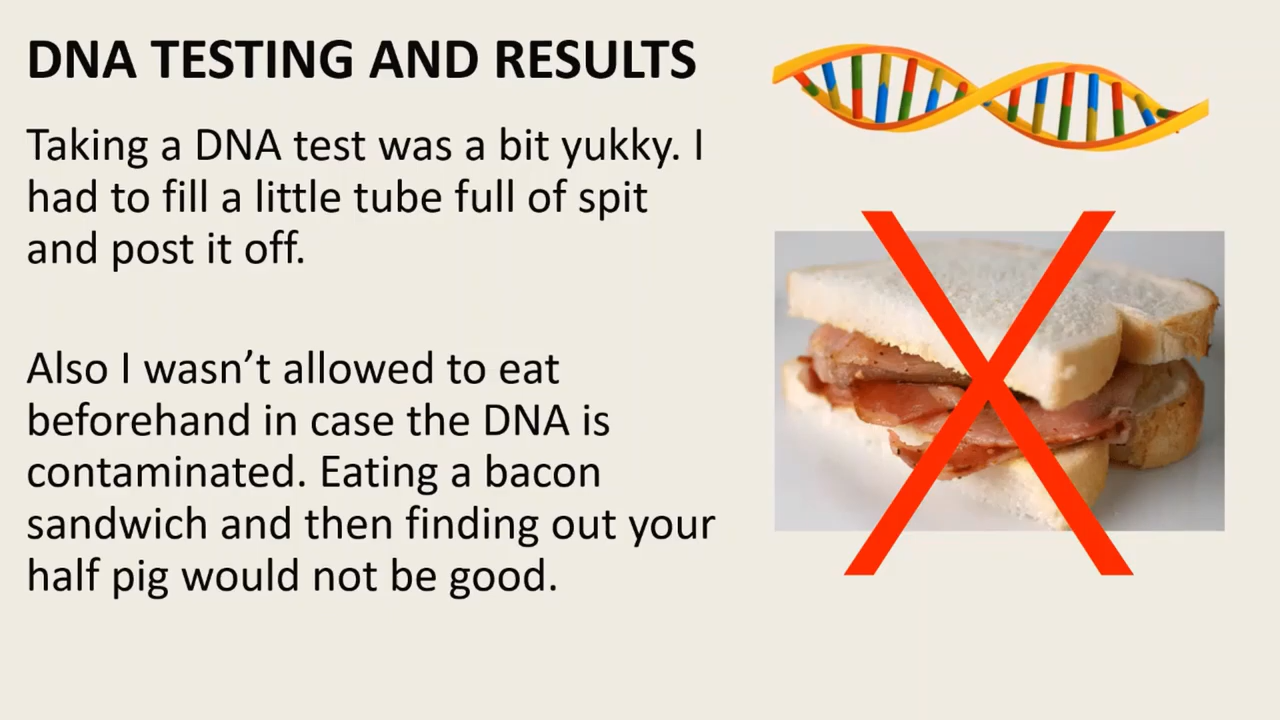 DNA TESTING AND RESULTS
Taking a DNA test was a bit yukky. I
had to fill a little tube full of spit
and post it off.
Also I wasn’t allowed to eat
beforehand in case the DNA is
contaminated. Eating a bacon
sandwich and then finding out your
half pig would not be good.